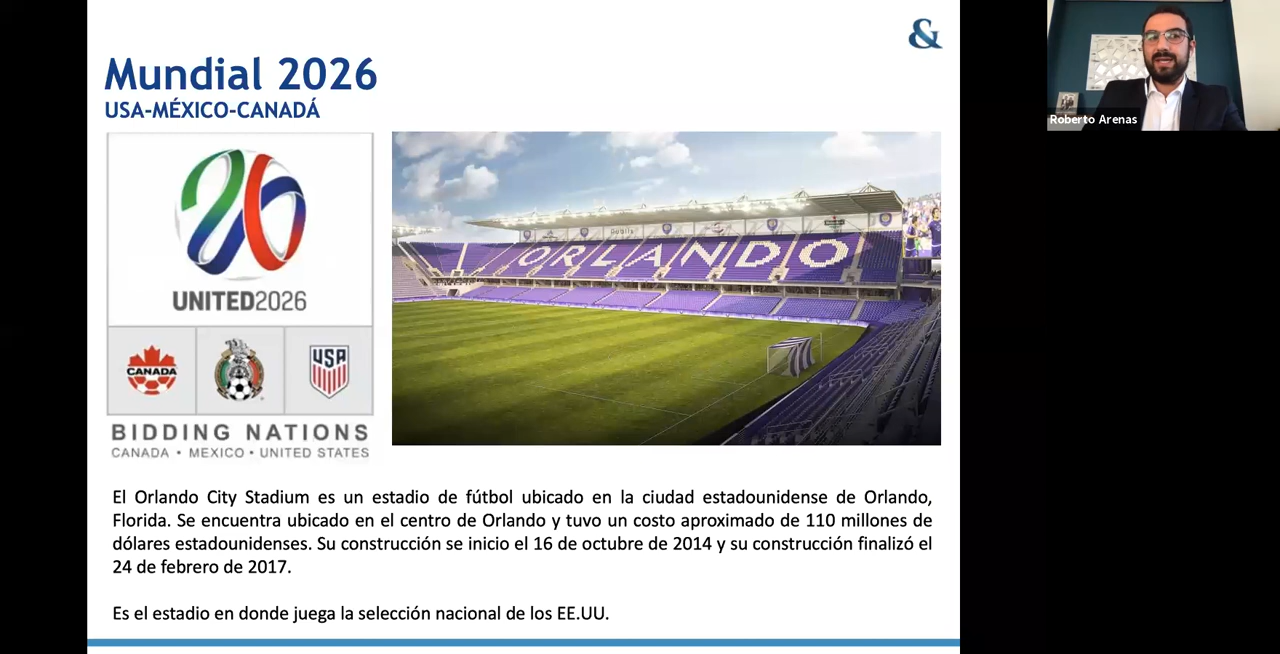 &
Mundial 2026
USA-MÉXICO-CANADÁ
Roberto Arenas
26
UNITED2026
ORLANDO
CANADA
USA
BIDDING NATIONS
CANADA • MEXICO • UNITED STATES
El Orlando City Stadium es un estadio de fútbol ubicado en la ciudad estadounidense de Orlando,
Florida. Se encuentra ubicado en el centro de Orlando y tuvo un costo aproximado de 110 millones de
dólares estadounidenses. Su construcción se inicio el 16 de octubre de 2014 y su construcción finalizó el
24 de febrero de 2017.
Es el estadio en donde juega la selección nacional de los EE.UU.